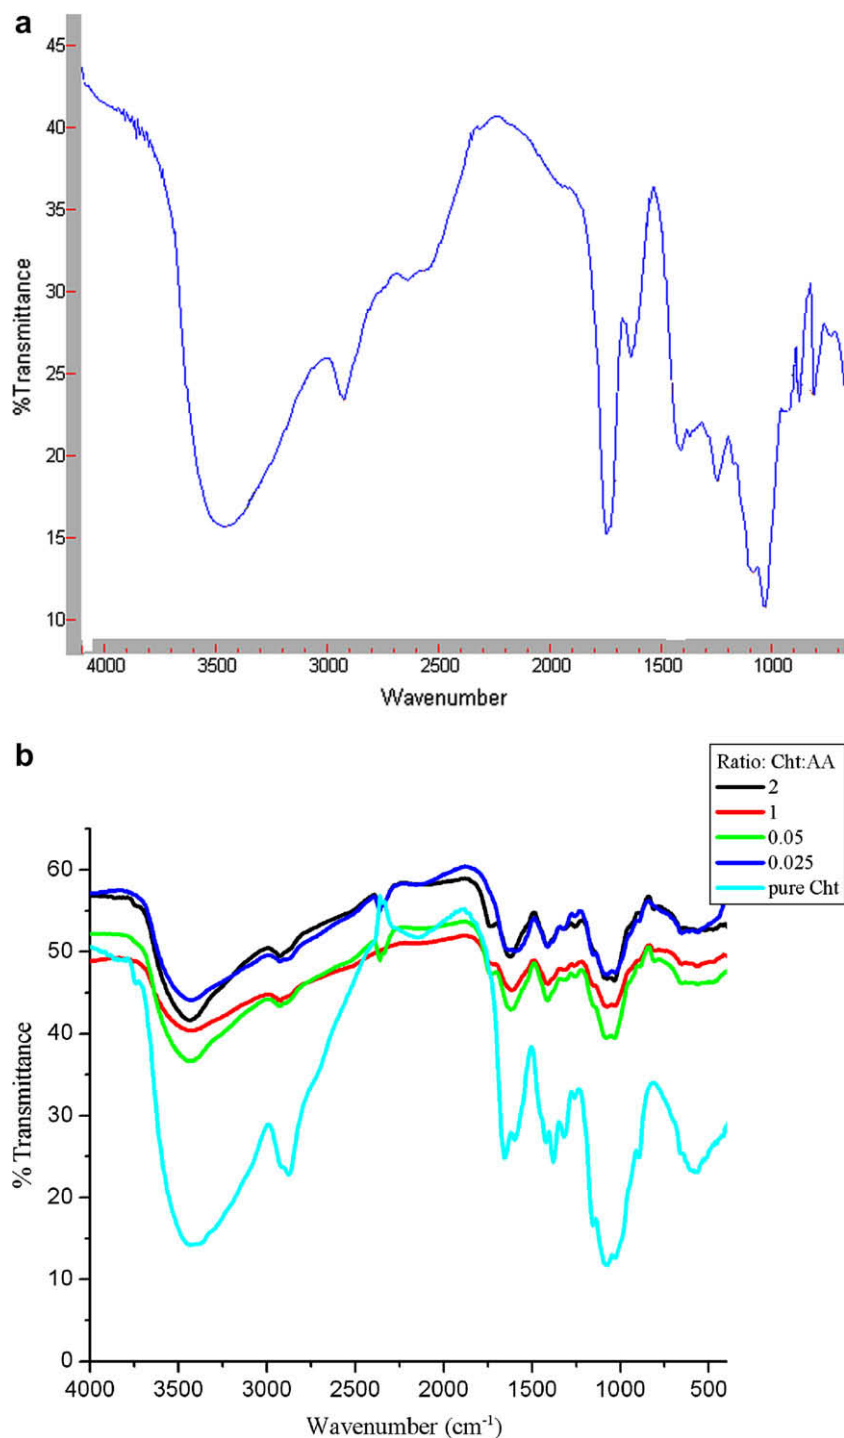 a
45
40
35
30
25
20
15
10
%Transmittance
4000 3500 3000 2500 2000 1500 1000
Wavenumber
b
Ratio: Cht:AA
2
1
0.05
0.025
pure Cht
60
50
40
30
20
10
0
% Transmittance
4000 3500 3000 2500 2000 1500 1000 500
Wavenumber (cm⁻¹)